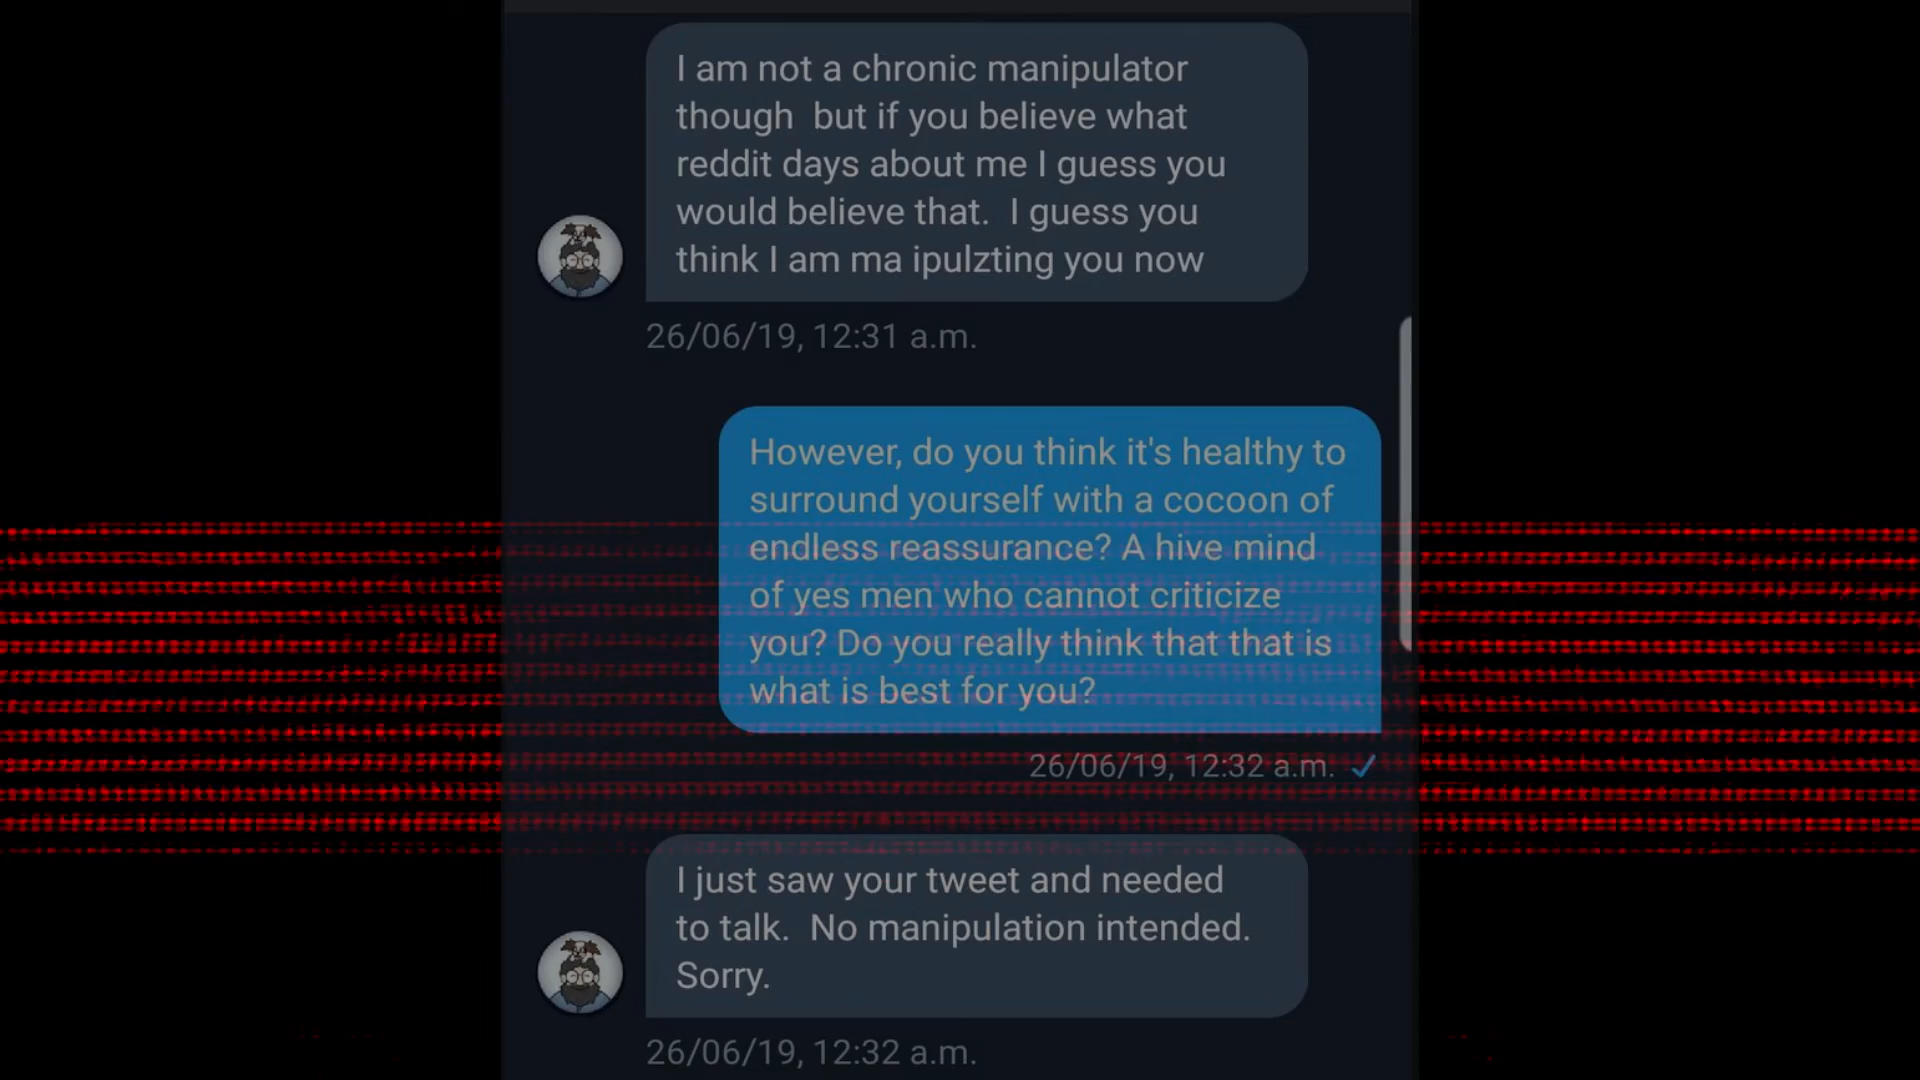 I am not a chronic manipulator
though  but if you believe what
reddit days about me I guess you
would believe that.  I guess you
think I am ma ipulzting you now
26/06/19, 12:31 a.m.
However, do you think it's healthy to
surround yourself with a cocoon of
endless reassurance? A hive mind
of yes men who cannot criticize
you? Do you really think that that is
what is best for you?
26/06/19, 12:32 a.m.
I just saw your tweet and needed
to talk.  No manipulation intended.
Sorry.
26/06/19, 12:32 a.m.